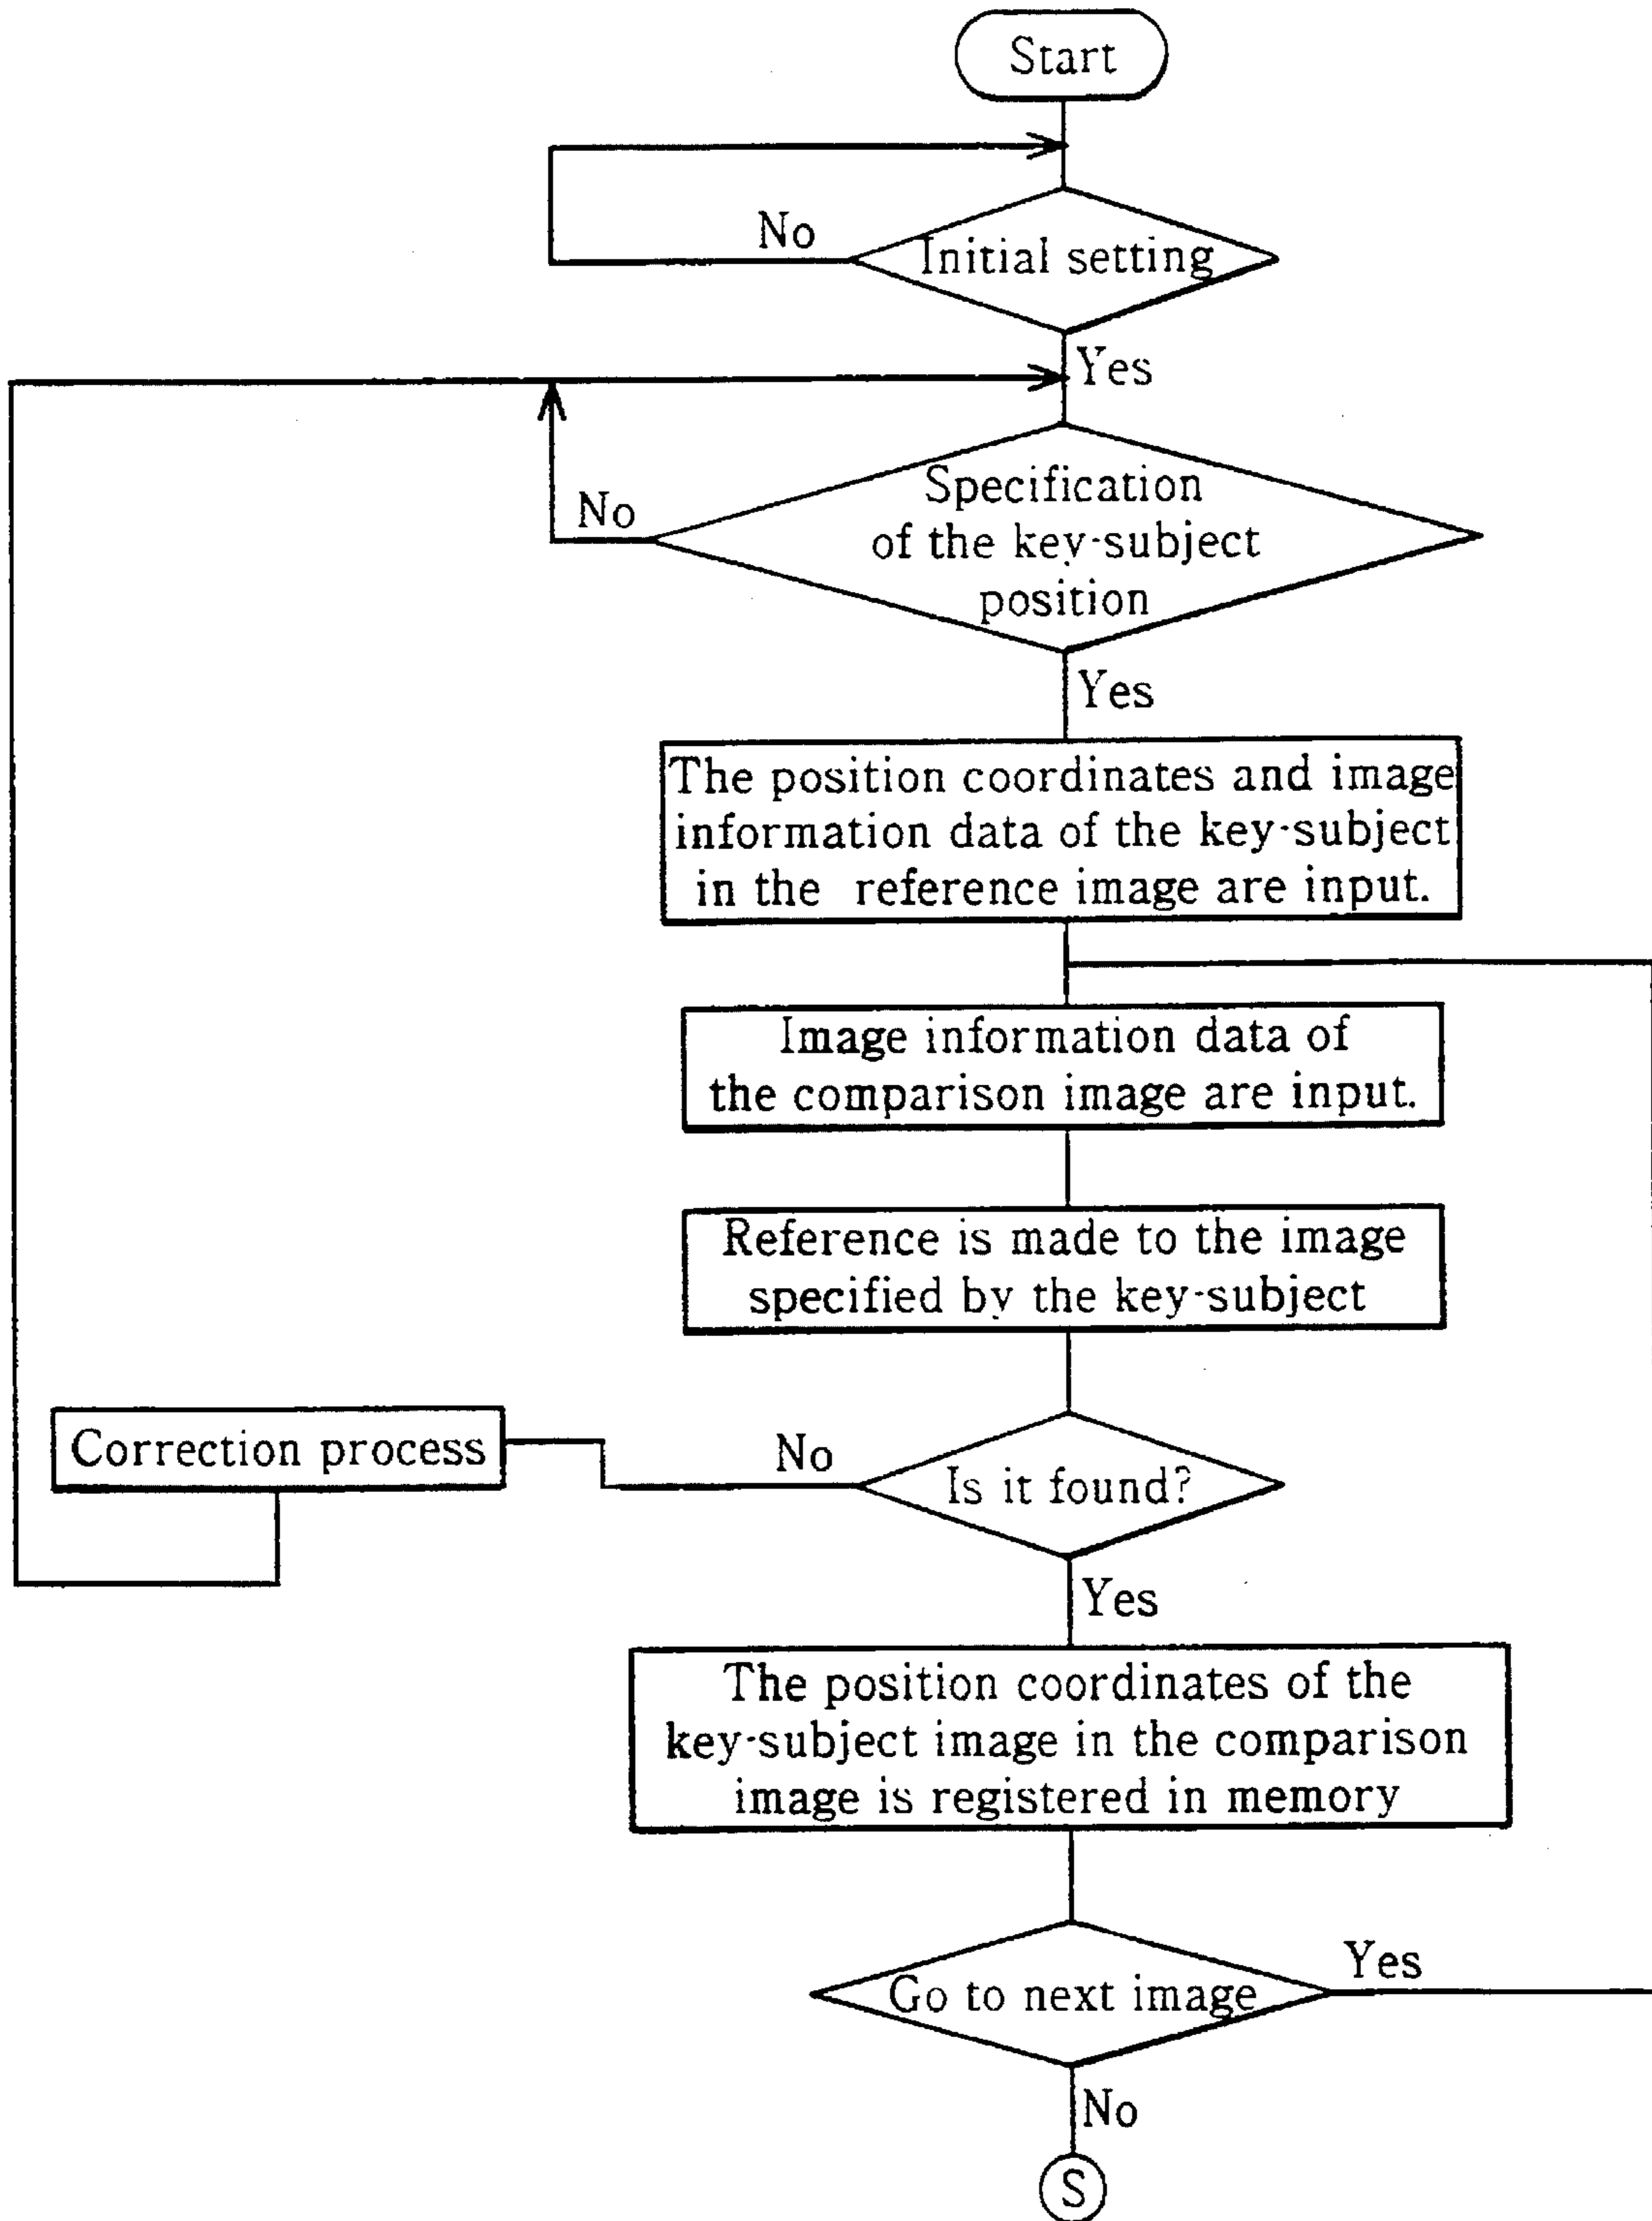 Start
No
Initial setting
Yes
Specification
No
of the key-subject
position
Yes
The position coordinates and image
information data of the key-subject
in the reference image are input.
Image information data of
the comparison image are input.
Reference is made to the image
specified by the key-subject
Correction process
No
Is it found?
Yes
The position coordinates of the
key-subject image in the comparison
image is registered in memory
Yes
Go to next image
No
S